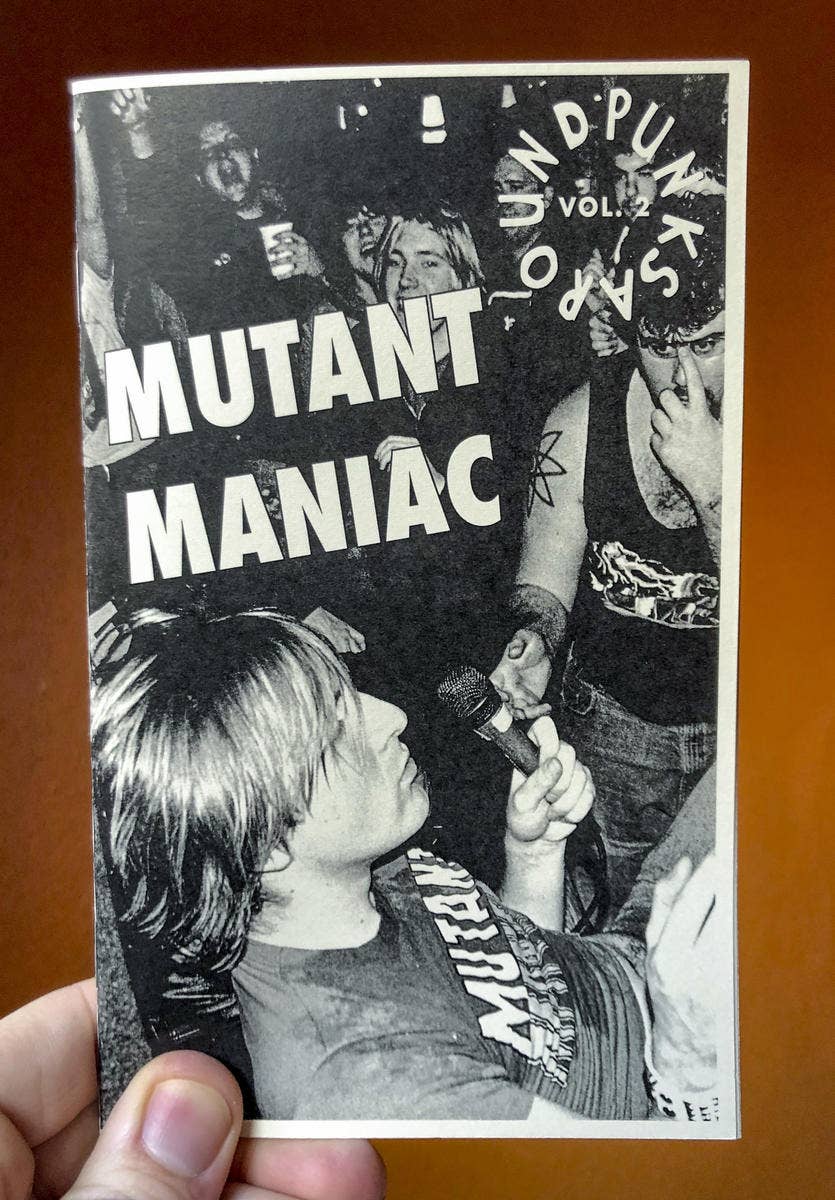 PUNKS AROUND
VOL. 2
MUTANT
MANIAC
MUTANT